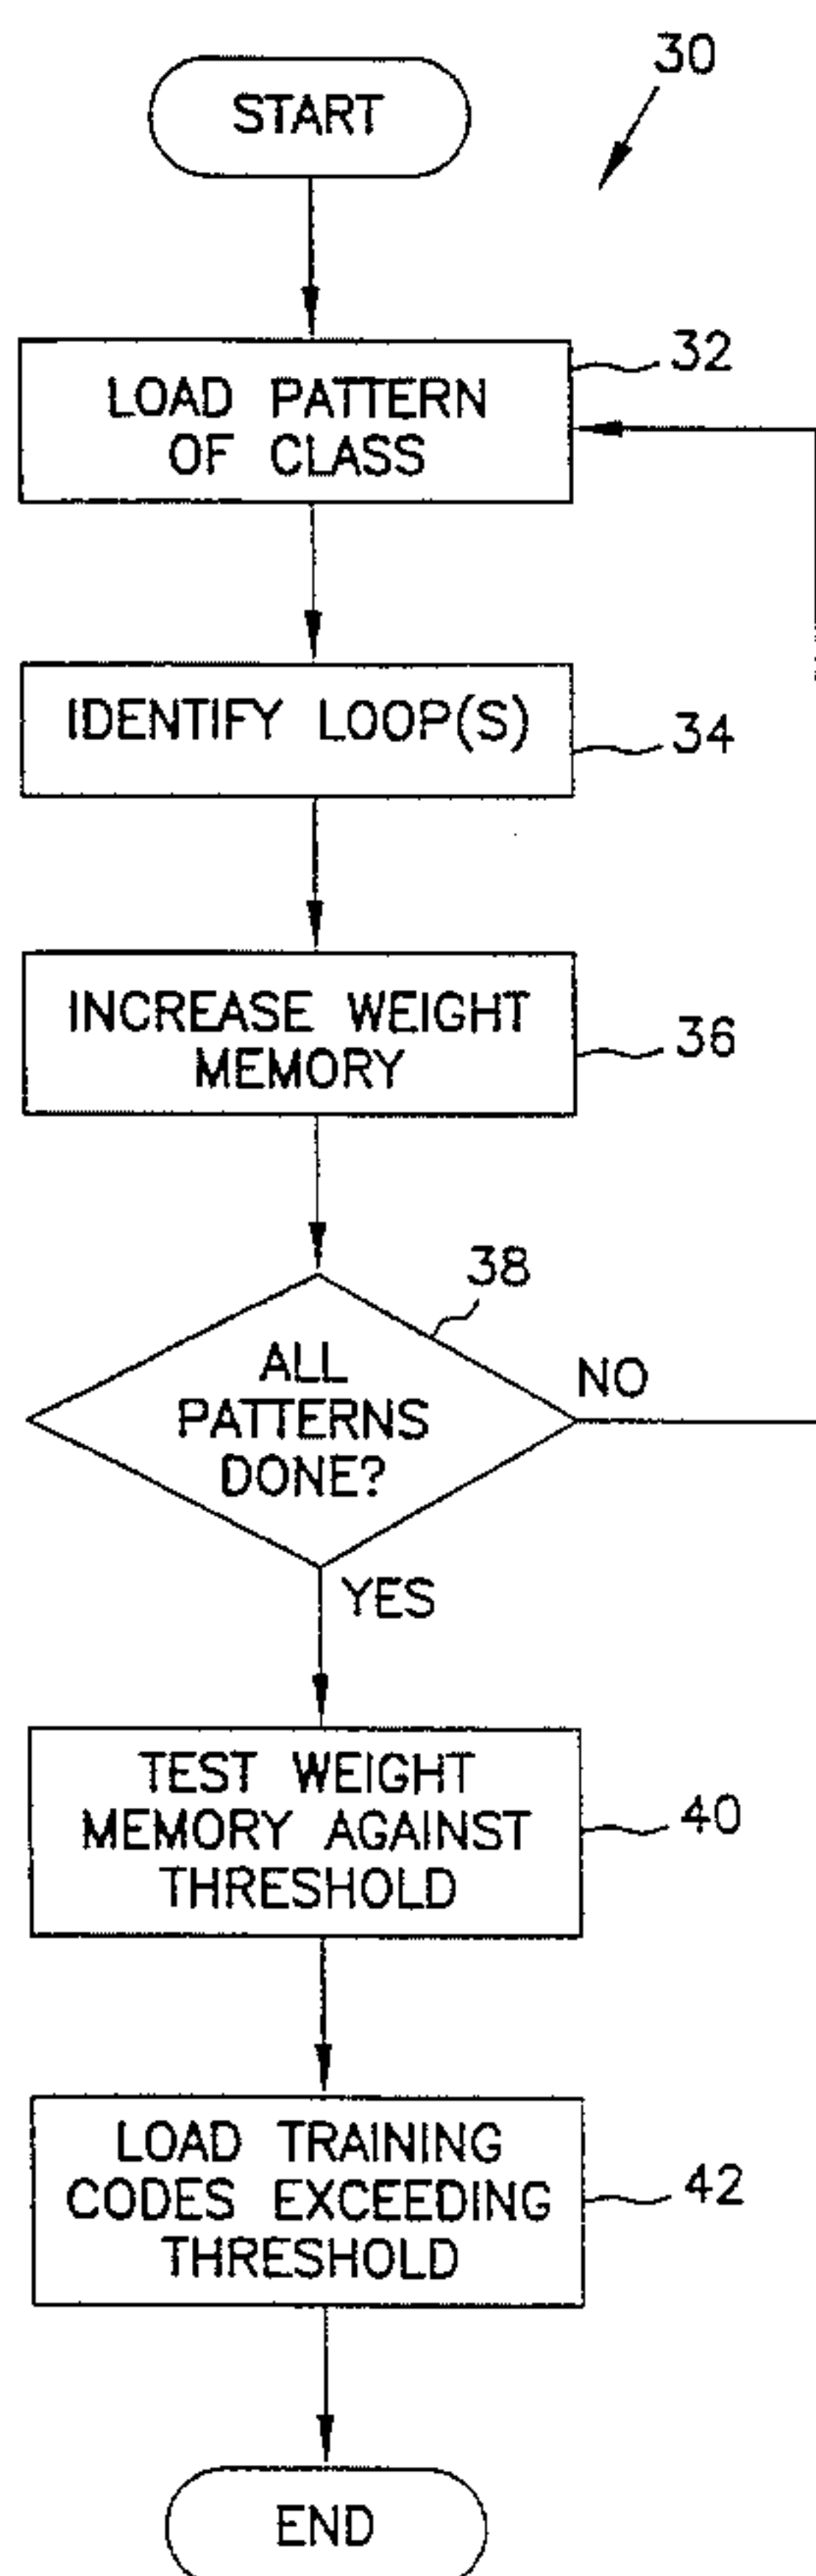 30
START
LOAD PATTERN
OF CLASS
32
IDENTIFY LOOP(S)
34
INCREASE WEIGHT
MEMORY
36
38
ALL
PATTERNS
DONE?
NO
YES
TEST WEIGHT
MEMORY AGAINST
THRESHOLD
40
LOAD TRAINING
CODES EXCEEDING
THRESHOLD
42
END